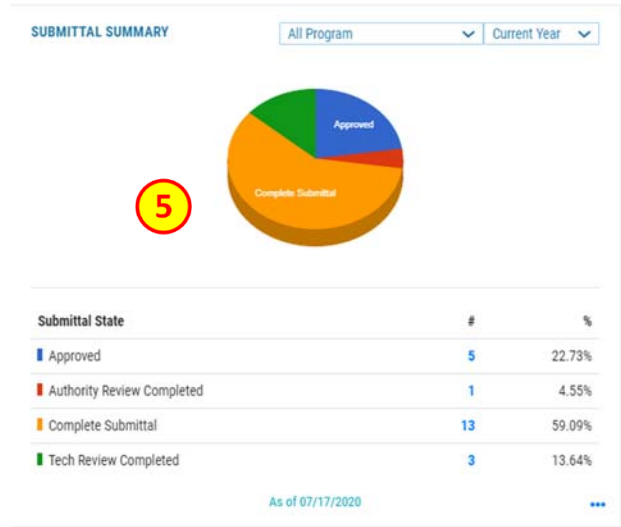 SUBMITTAL SUMMARY All Program Current Year
Approved
Complete Submittal
5
Submittal State # %
Approved 5 22.73%
Authority Review Completed 1 4.55%
Complete Submittal 13 59.09%
Tech Review Completed 3 13.64%
As of 07/17/2020